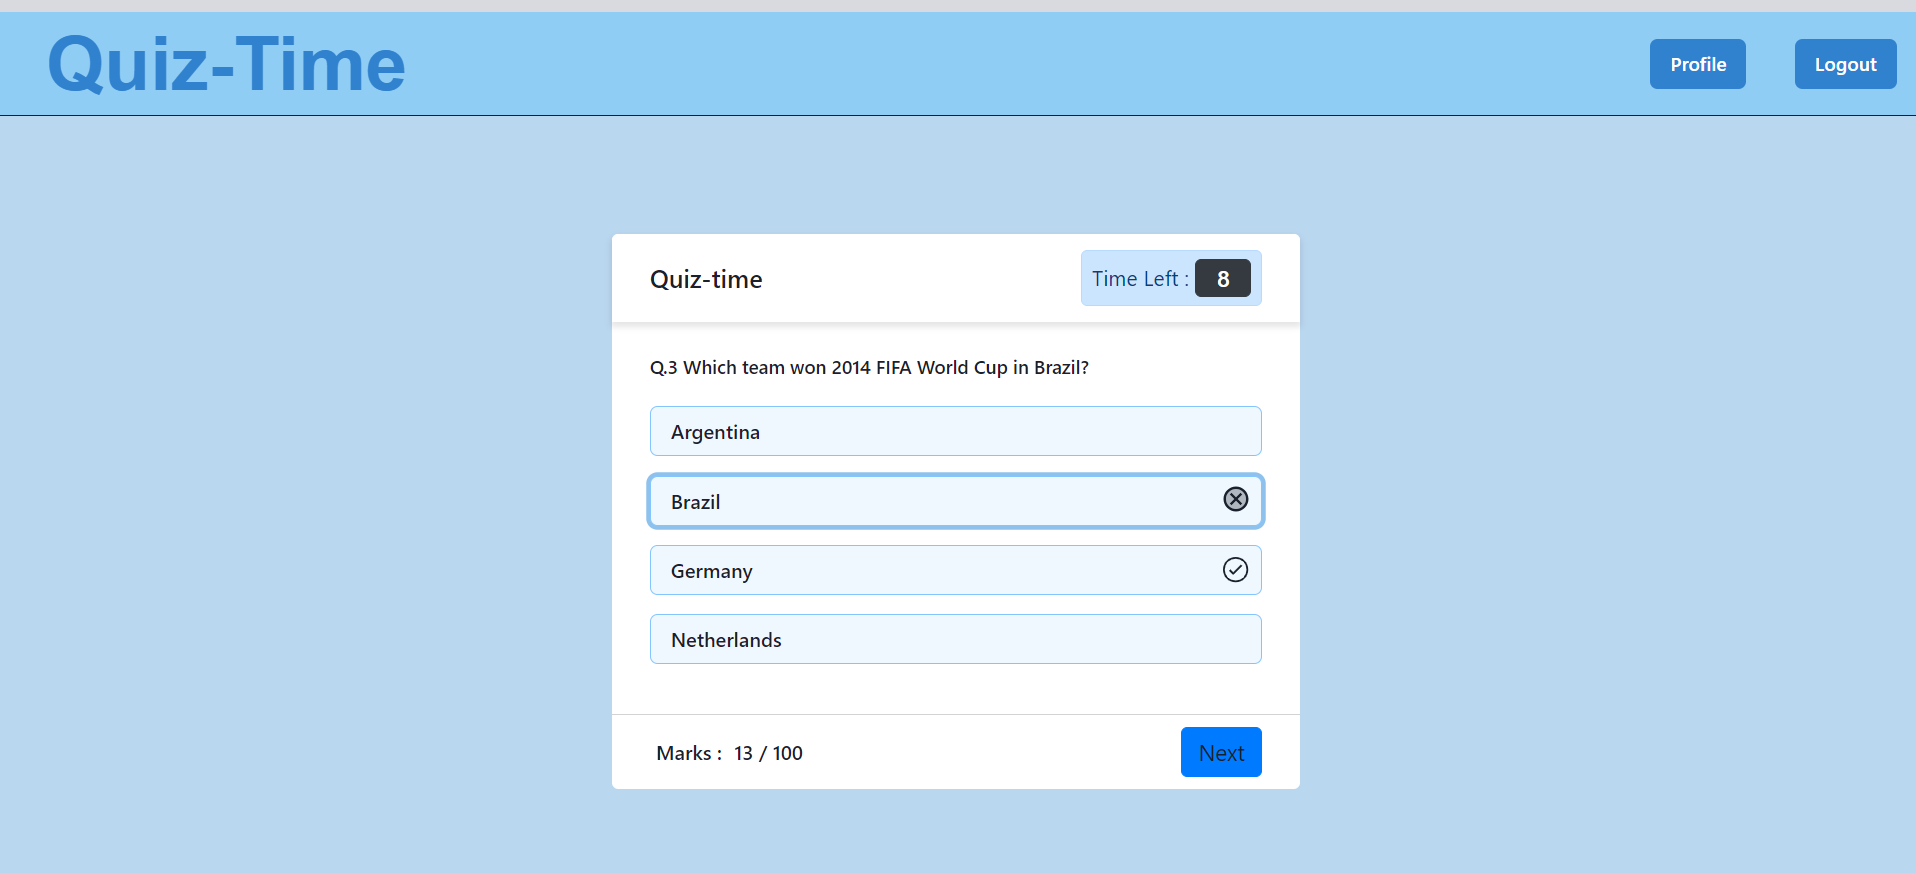 Quiz-Time
Profile
Logout
Quiz-time
Time Left : 8
Q.3 Which team won 2014 FIFA World Cup in Brazil?
Argentina
Brazil
Germany
Netherlands
Marks : 13 / 100
Next